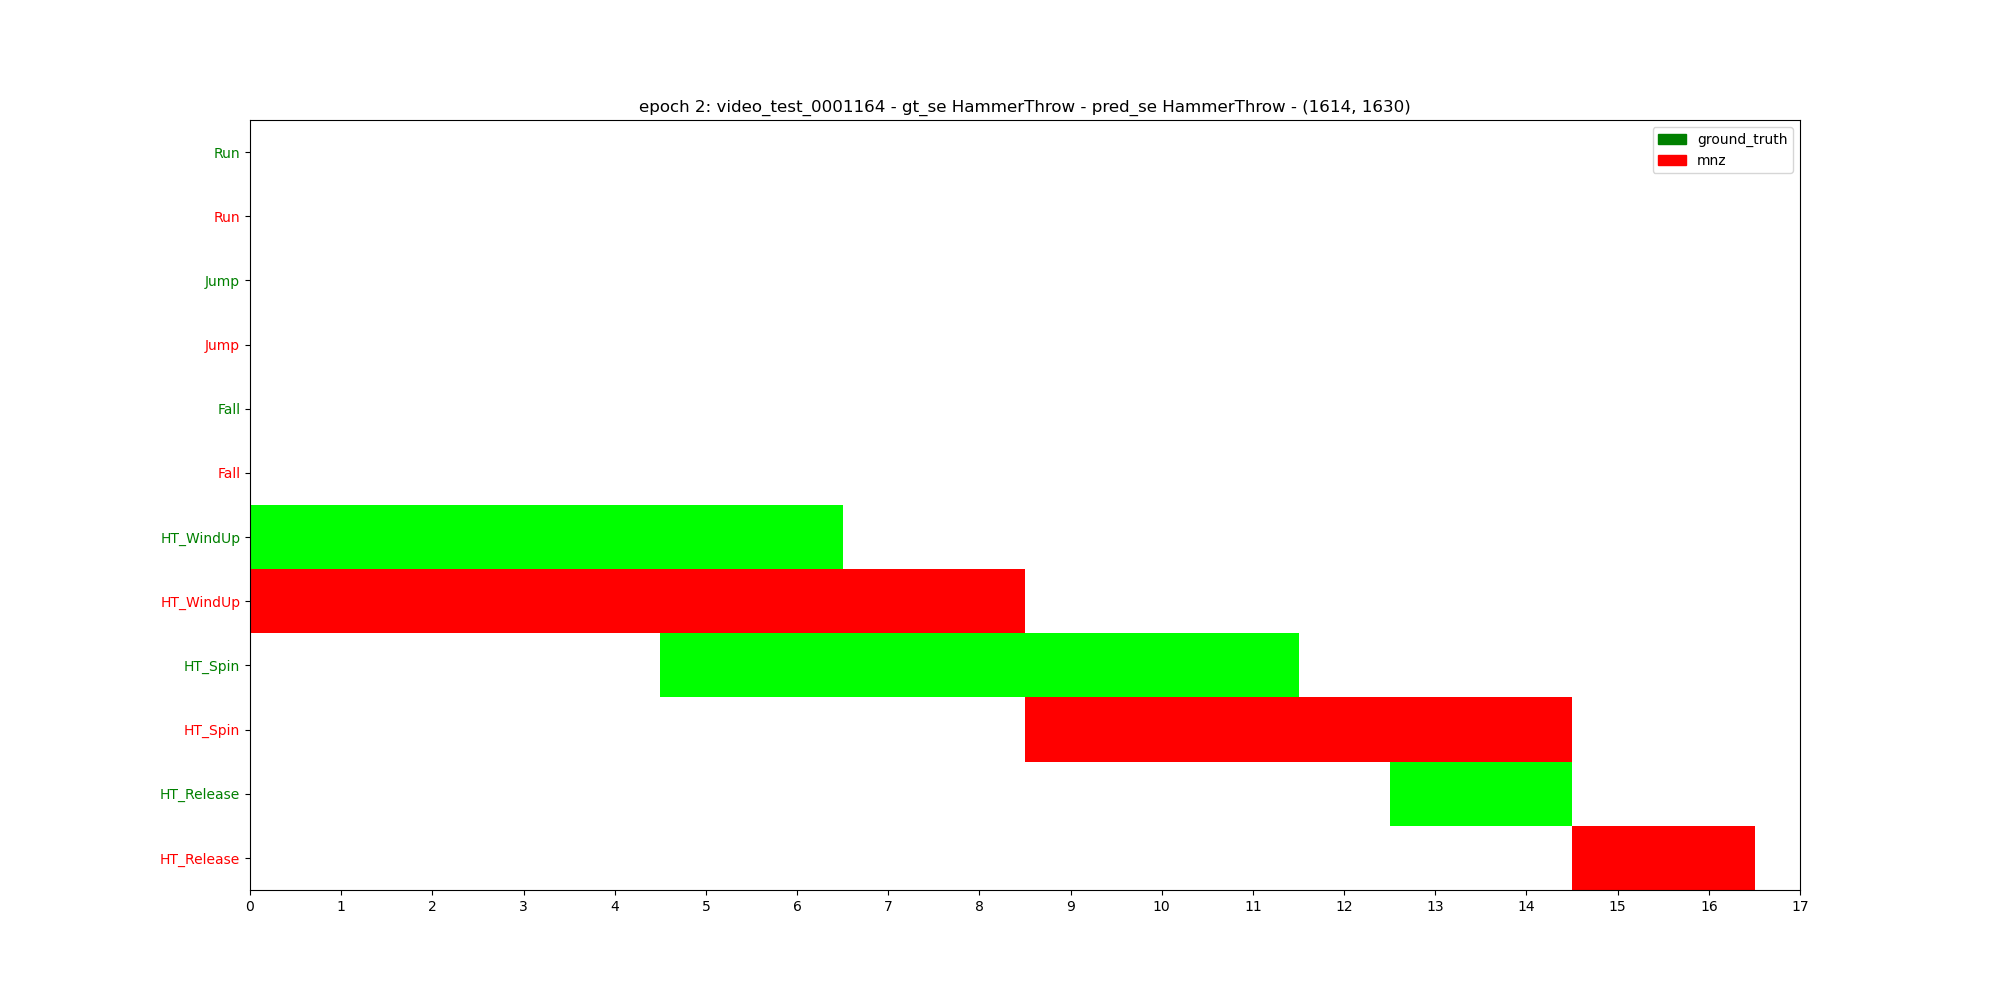 epoch 2: video_test_0001164 - gt_se HammerThrow - pred_se HammerThrow - (1614, 1630)
ground_truth
mnz
Run
Run
Jump
Jump
Fall
Fall
HT_WindUp
HT_WindUp
HT_Spin
HT_Spin
HT_Release
HT_Release
0 1 2 3 4 5 6 7 8 9 10 11 12 13 14 15 16 17